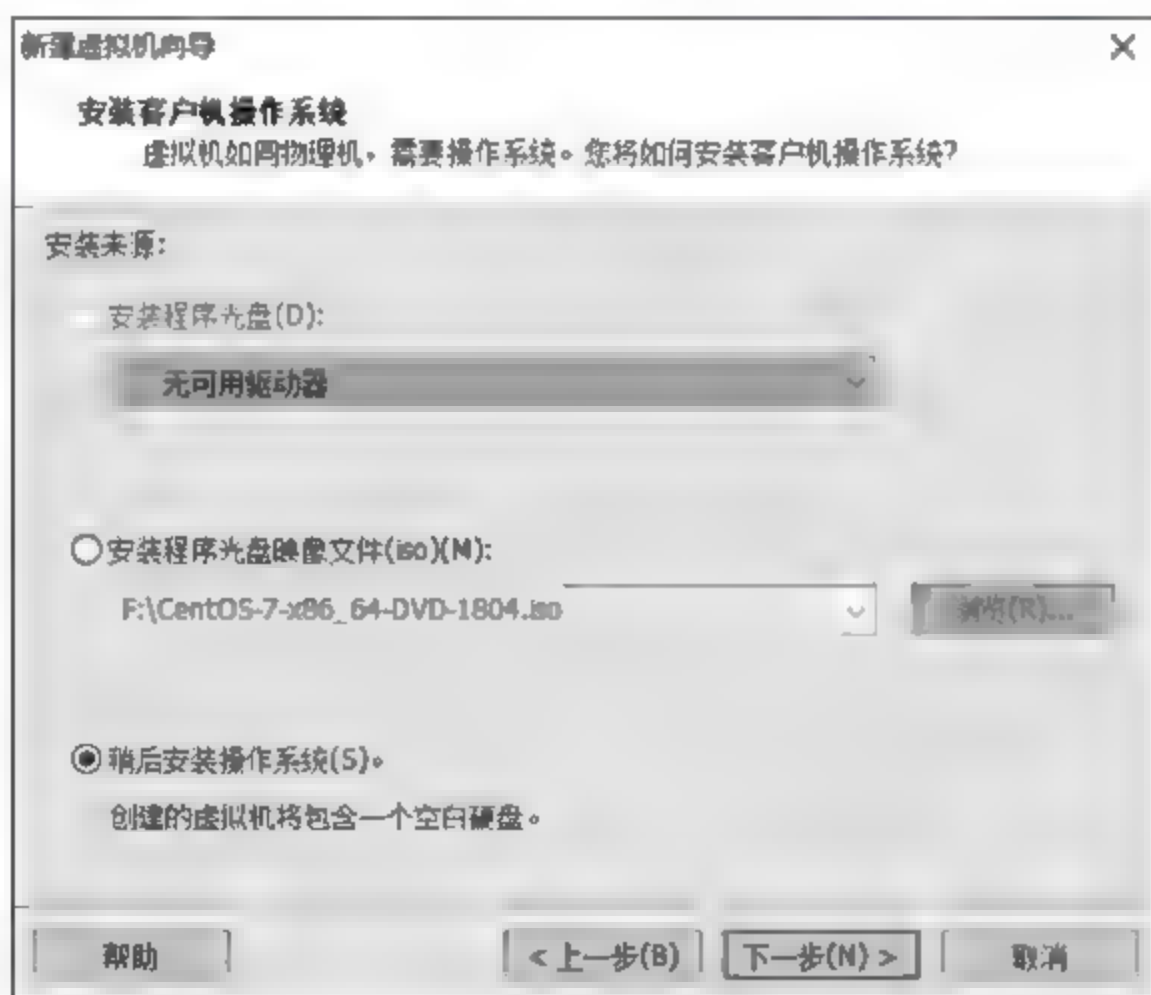 新建虚拟机向导
安装客户机操作系统
虚拟机如同物理机，需要操作系统。您将如何安装客户机操作系统?
安装来源:
安装程序光盘(D):
无可用驱动器
安装程序光盘映像文件(iso)(M):
F:\CentOS-7-x86_64-DVD-1804.iso
浏览(R)...
稍后安装操作系统(S)。
创建的虚拟机将包含一个空白硬盘。
帮助
< 上一步(B)
下一步(N) >
取消